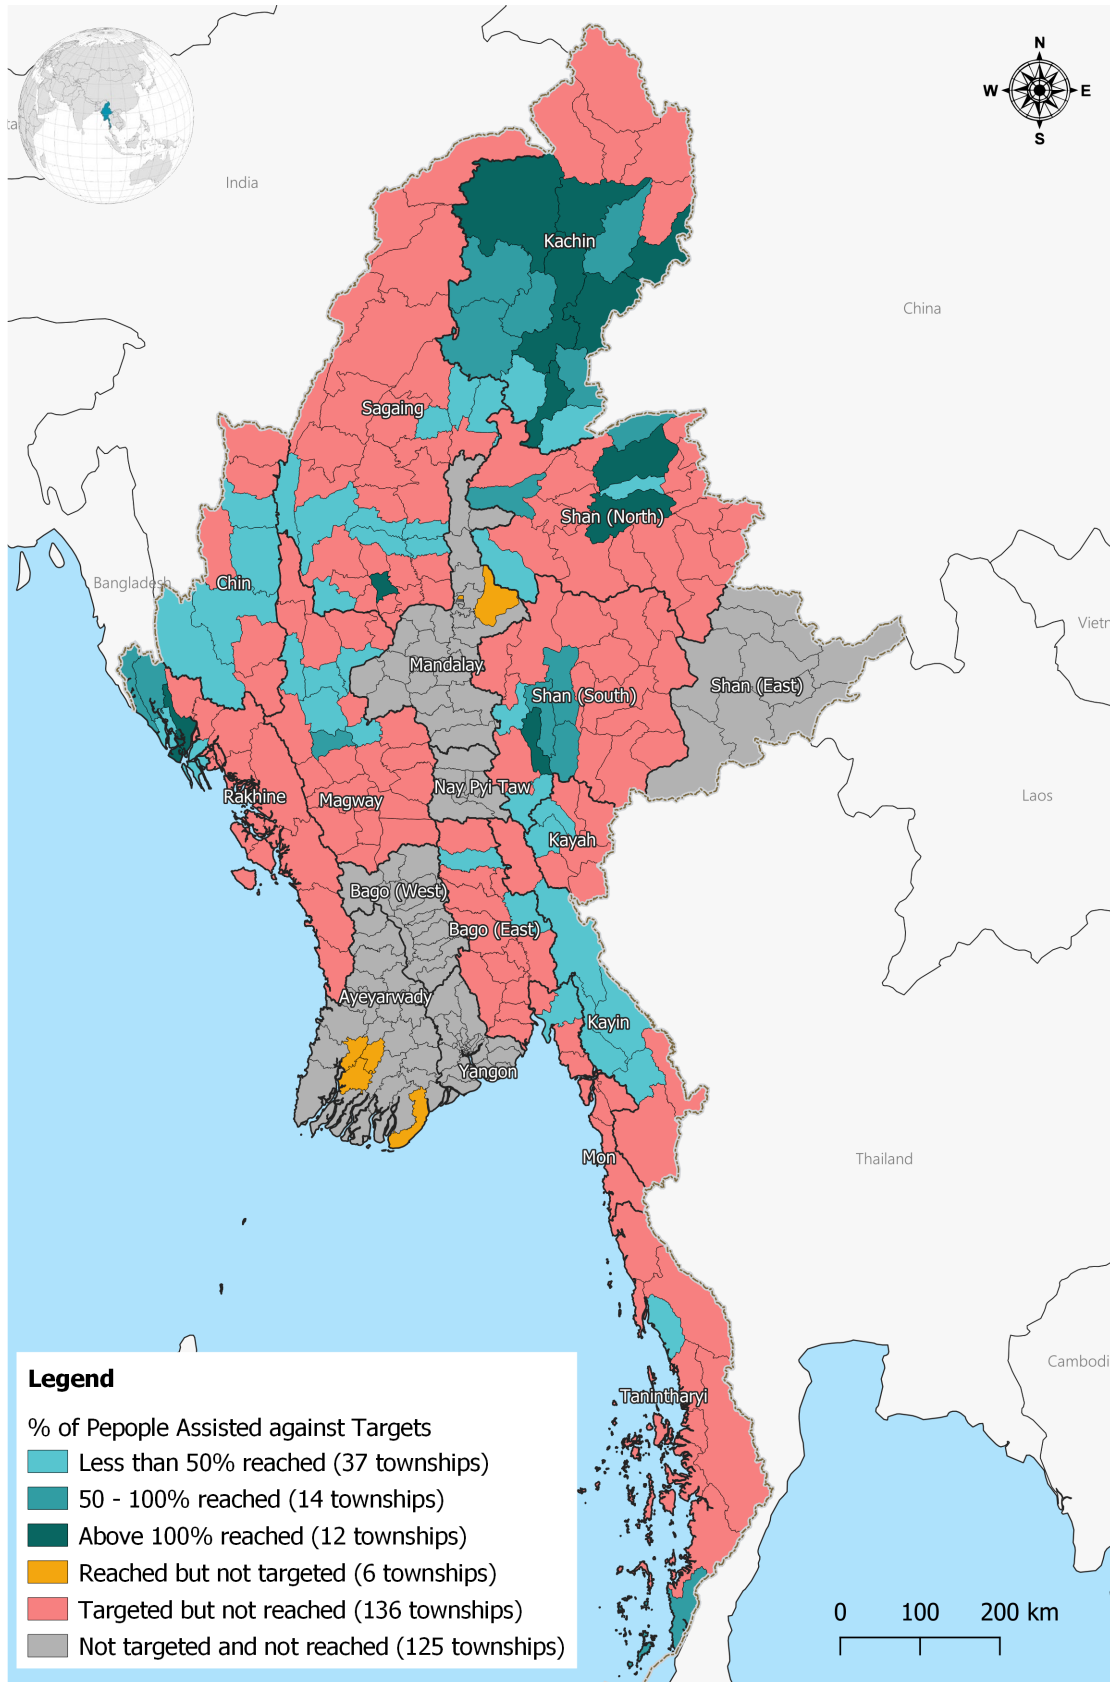 N
W E
S
ta
India
Kachin
China
Sagaing
Shan (North)
Bangladesh
Chin
Vietn
Mandalay
Shan (East)
Shan (South)
Nay Pyi Taw
Rakhine
Magway
Laos
Kayah
Bago (West)
Bago (East)
Ayeyarwady
Kayin
Yangon
Mon
Thailand
Cambodi
Tanintharyi
Legend
% of Pepople Assisted against Targets
Less than 50% reached (37 townships)
50 - 100% reached (14 townships)
Above 100% reached (12 townships)
Reached but not targeted (6 townships)
Targeted but not reached (136 townships)
Not targeted and not reached (125 townships)
0 100 200 km